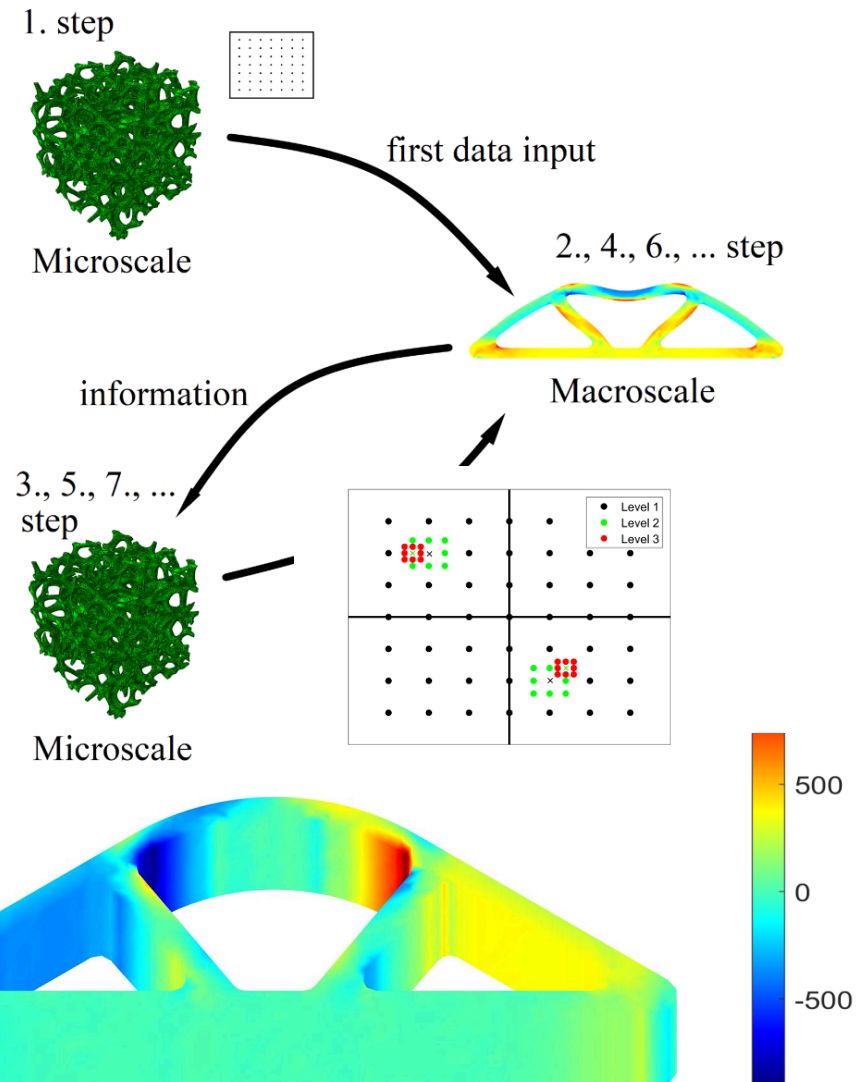 1. step
first data input
Microscale
2., 4., 6., ... step
Macroscale
information
3., 5., 7., ...
step
Level 1
Level 2
Level 3
Microscale
500
0
-500